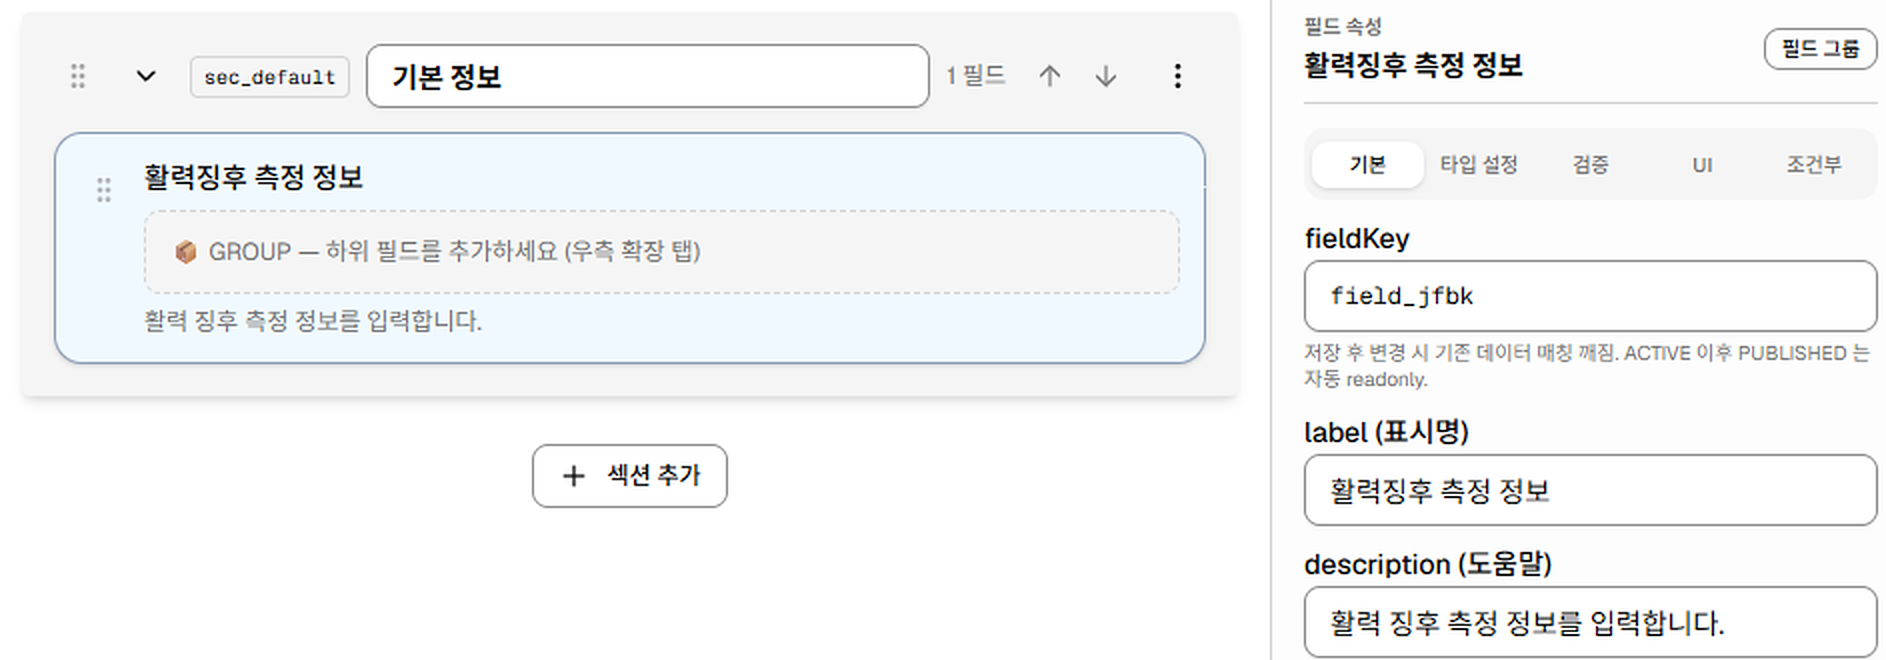 sec_default
기본 정보
1 필드
활력징후 측정 정보
GROUP — 하위 필드를 추가하세요 (우측 확장 탭)
활력 징후 측정 정보를 입력합니다.
+ 섹션 추가
필드 속성
활력징후 측정 정보
필드 그룹
기본 타입 설정 검증 UI 조건부
fieldKey
field_jfbk
저장 후 변경 시 기존 데이터 매칭 깨짐. ACTIVE 이후 PUBLISHED 는
자동 readonly.
label (표시명)
활력징후 측정 정보
description (도움말)
활력 징후 측정 정보를 입력합니다.